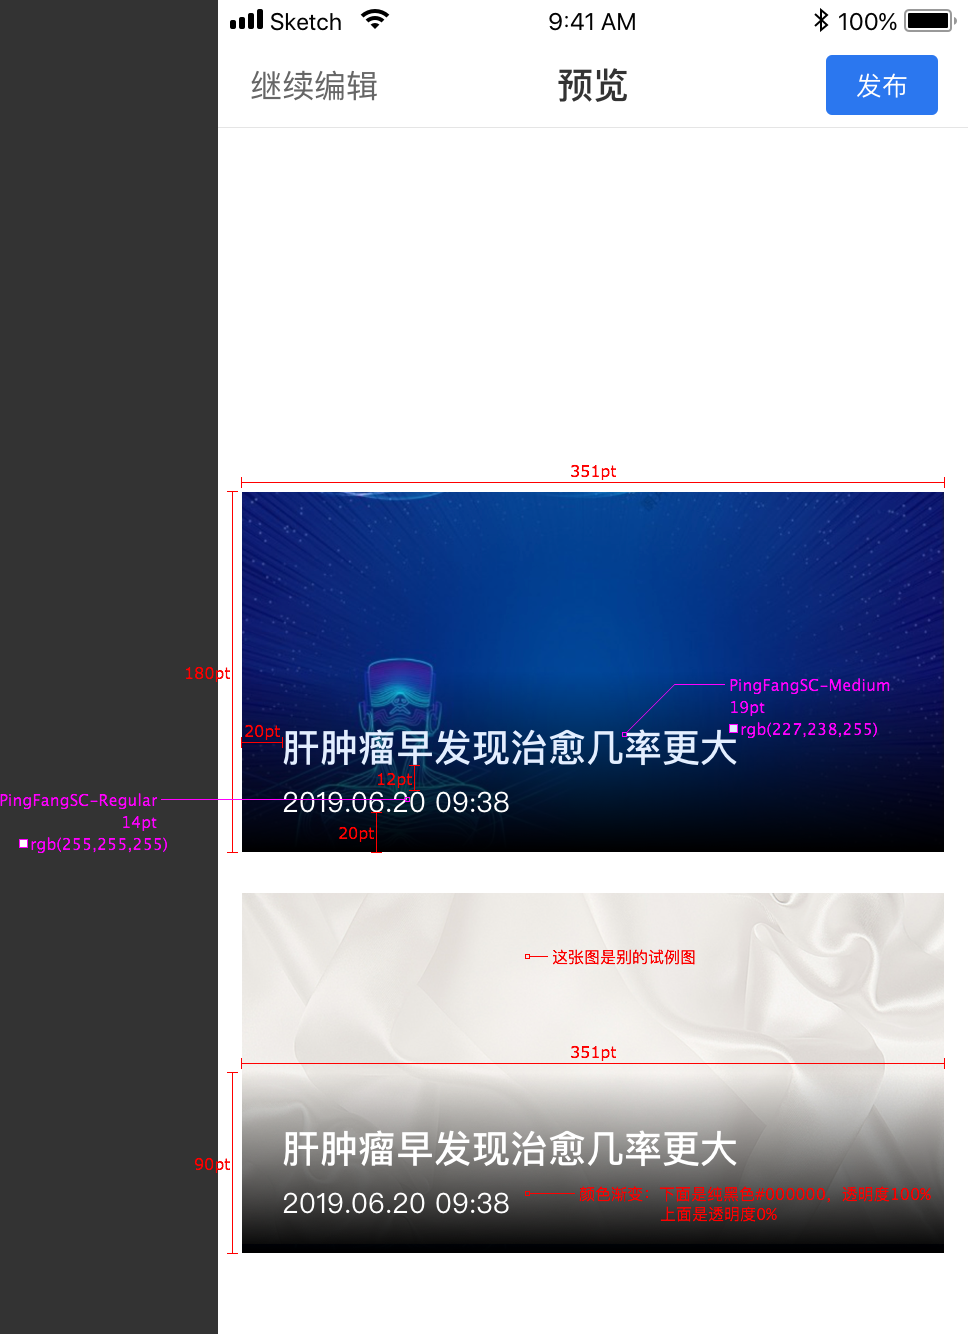 Sketch 9:41 AM 100%
继续编辑 预览 发布
351pt
180pt
PingFangSC-Medium
19pt
rgb(227,238,255)
20pt
肝肿瘤早发现治愈几率更大
12pt
2019.06.20 09:38
PingFangSC-Regular
14pt
rgb(255,255,255)
20pt
这张图是别的试例图
351pt
90pt
肝肿瘤早发现治愈几率更大
2019.06.20 09:38
颜色渐变：下面是纯黑色#000000，透明度100%
上面是透明度0%